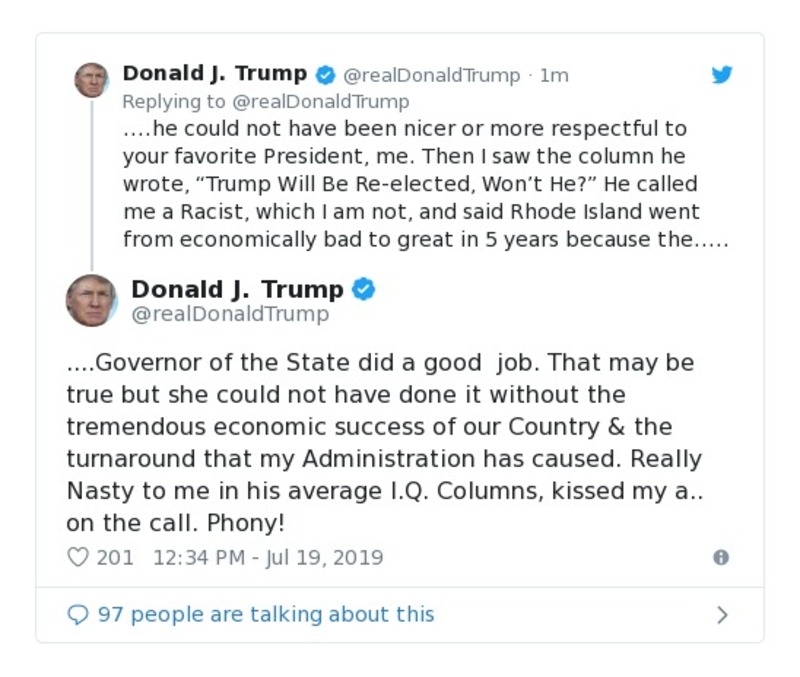 Donald J. Trump @realDonaldTrump · 1m
Replying to @realDonaldTrump
....he could not have been nicer or more respectful to
your favorite President, me. Then I saw the column he
wrote, “Trump Will Be Re-elected, Won’t He?” He called
me a Racist, which I am not, and said Rhode Island went
from economically bad to great in 5 years because the.....
Donald J. Trump
@realDonaldTrump
....Governor of the State did a good  job. That may be
true but she could not have done it without the
tremendous economic success of our Country & the
turnaround that my Administration has caused. Really
Nasty to me in his average I.Q. Columns, kissed my a..
on the call. Phony!
201 12:34 PM - Jul 19, 2019
97 people are talking about this